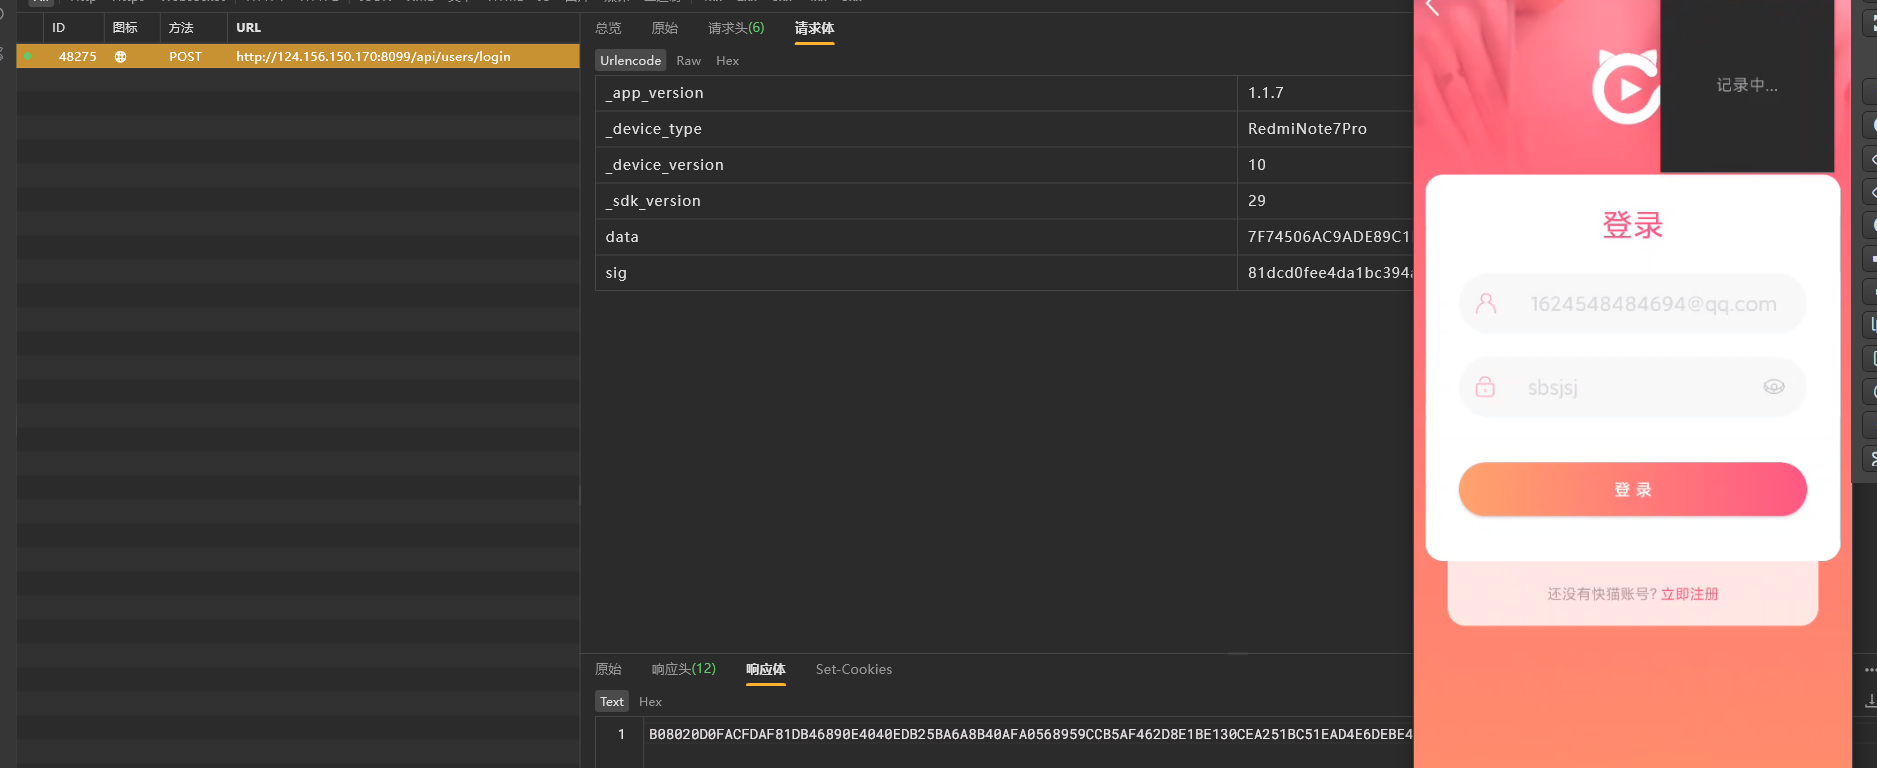 ID 图标 方法 URL
48275 POST http://124.156.150.170:8099/api/users/login
总览 原始 请求头(6) 请求体
Urlencode Raw Hex
_app_version 1.1.7
_device_type RedmiNote7Pro
_device_version 10
_sdk_version 29
data 7F74506AC9ADE89C1
sig 81dcd0fee4da1bc394
原始 响应头(12) 响应体 Set-Cookies
Text Hex
1 B08020D0FACFDAF81DB46890E4040EDB25BA6A8B40AFA0568959CCB5AF462D8E1BE130CEA251BC51EAD4E6DEBE4
记录中...
登录
1624548484694@qq.com
sbsjsj
登 录
还没有快猫账号? 立即注册